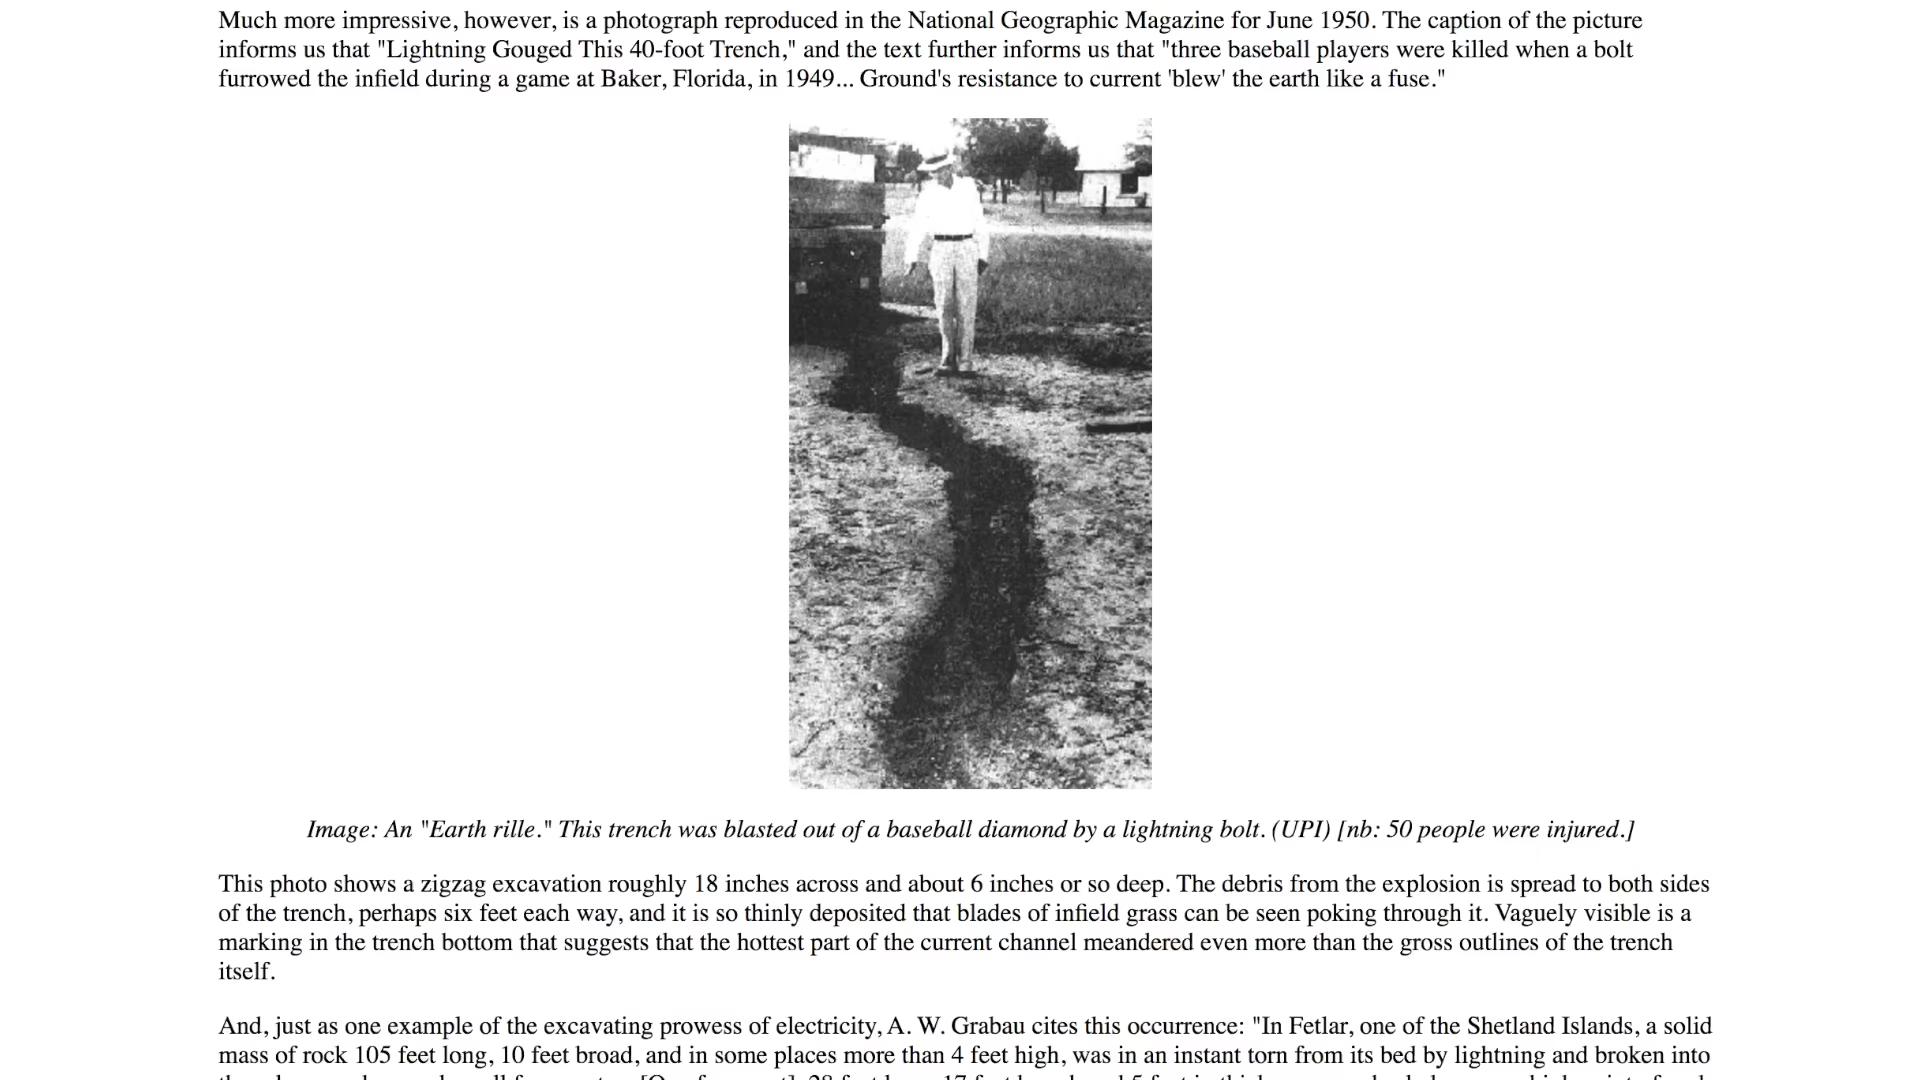 Much more impressive, however, is a photograph reproduced in the National Geographic Magazine for June 1950. The caption of the picture
informs us that "Lightning Gouged This 40-foot Trench," and the text further informs us that "three baseball players were killed when a bolt
furrowed the infield during a game at Baker, Florida, in 1949... Ground's resistance to current 'blew' the earth like a fuse."
Image: An "Earth rille." This trench was blasted out of a baseball diamond by a lightning bolt. (UPI) [nb: 50 people were injured.]
This photo shows a zigzag excavation roughly 18 inches across and about 6 inches or so deep. The debris from the explosion is spread to both sides
of the trench, perhaps six feet each way, and it is so thinly deposited that blades of infield grass can be seen poking through it. Vaguely visible is a
marking in the trench bottom that suggests that the hottest part of the current channel meandered even more than the gross outlines of the trench
itself.
And, just as one example of the excavating prowess of electricity, A. W. Grabau cites this occurrence: "In Fetlar, one of the Shetland Islands, a solid
mass of rock 105 feet long, 10 feet broad, and in some places more than 4 feet high, was in an instant torn from its bed by lightning and broken into